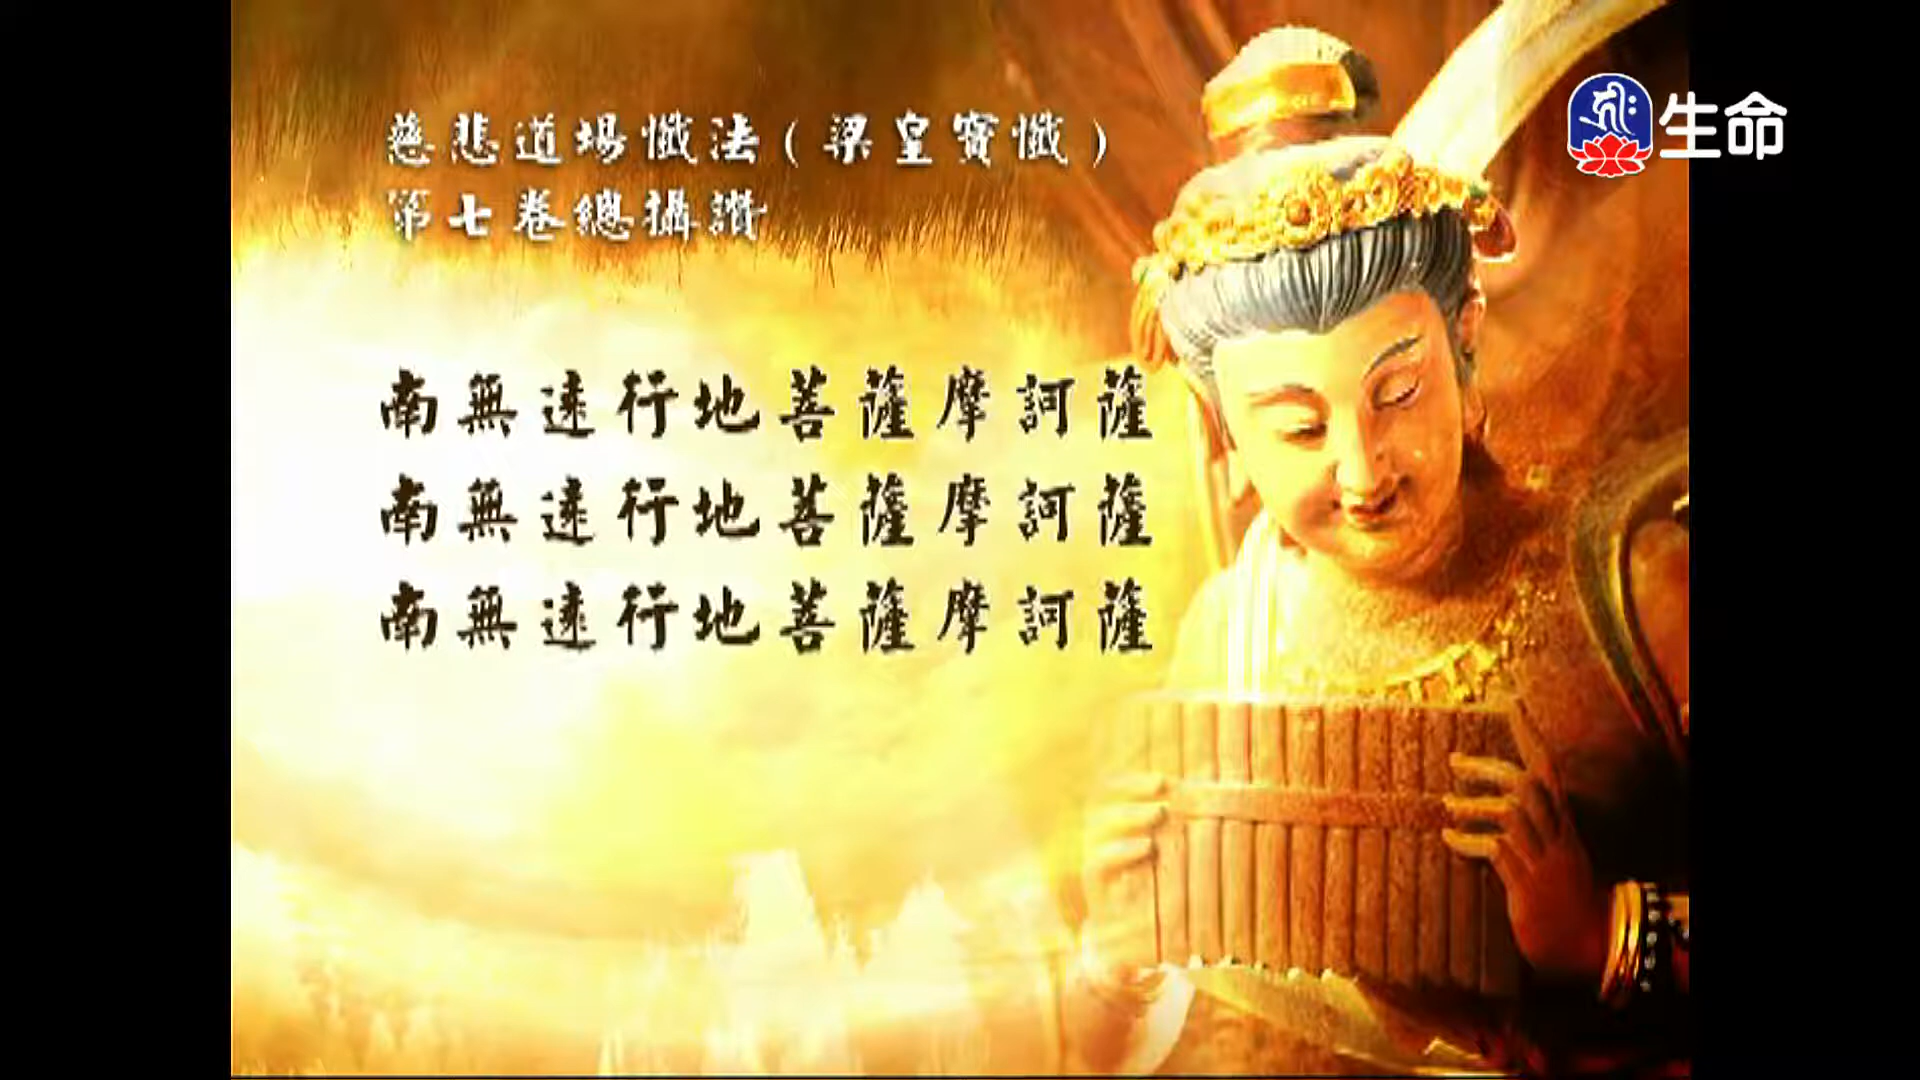 慈悲道場懺法(梁皇寶懺)
第七卷總攝讚
生命
南無遠行地菩薩摩訶薩
南無遠行地菩薩摩訶薩
南無遠行地菩薩摩訶薩